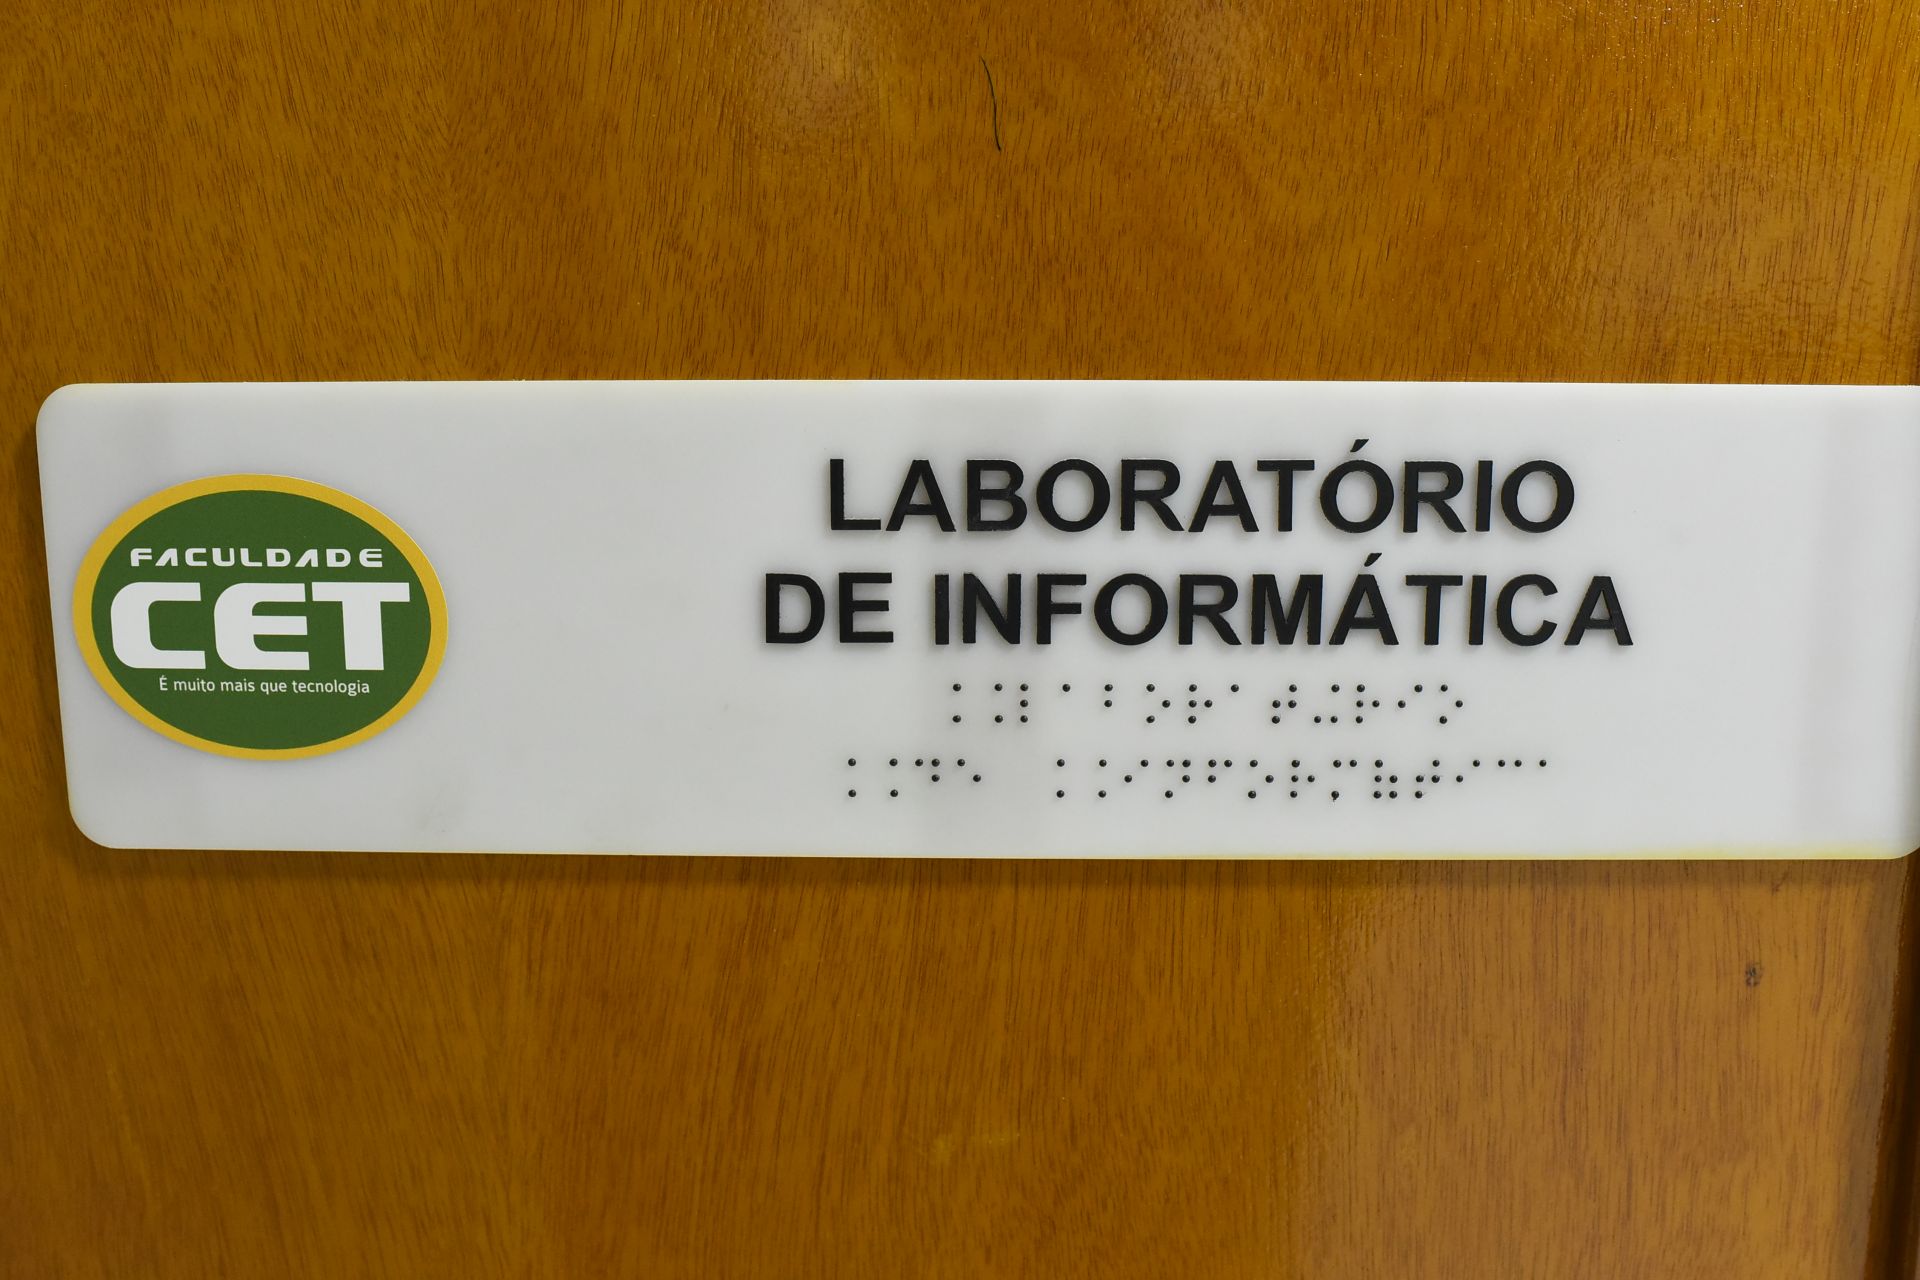 FACULDADE
CET
É muito mais que tecnologia
LABORATÓRIO
DE INFORMÁTICA
⠨⠨⠇⠁⠃⠕⠗⠁⠞⠬⠗⠊⠕
⠨⠨⠙⠑ ⠨⠨⠊⠝⠋⠕⠗⠍⠷⠞⠊⠉⠁